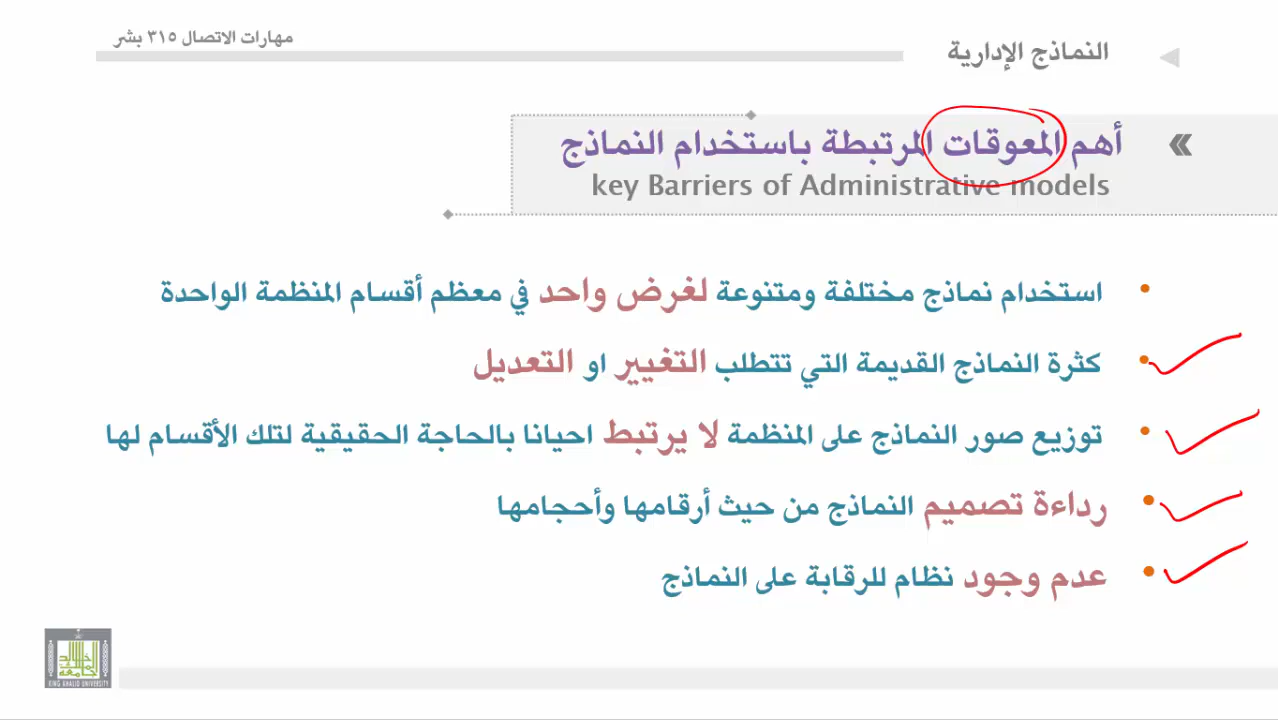 مهارات الاتصال ٣١٥ بشر
النماذج الإدارية
أهم المعوقات المرتبطة باستخدام النماذج
key Barriers of Administrative models
استخدام نماذج مختلفة ومتنوعة لغرض واحد في معظم أقسام المنظمة الواحدة
كثرة النماذج القديمة التي تتطلب التغيير او التعديل
توزيع صور النماذج على المنظمة لا يرتبط احيانا بالحاجة الحقيقية لتلك الأقسام لها
رداءة تصميم النماذج من حيث أرقامها وأحجامها
عدم وجود نظام للرقابة على النماذج
KING KHALID UNIVERSITY